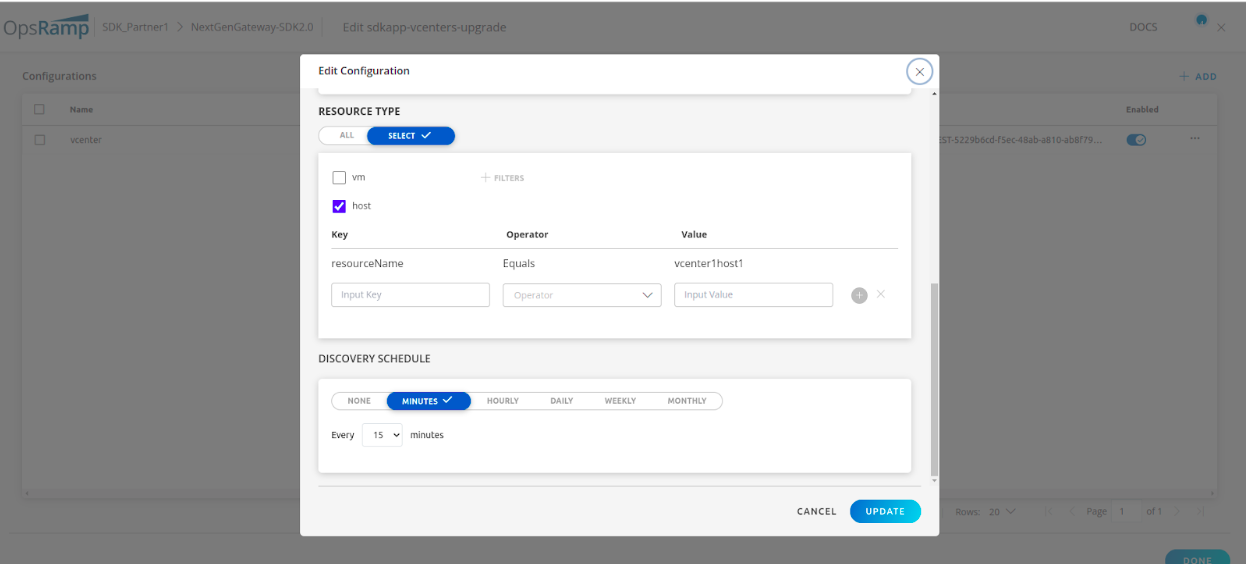 OpsRamp SDK_Partner1 > NextGenGateway-SDK2.0 Edit sdkapp-vcenters-upgrade DOCS
Configurations + ADD
Name Enabled
vcenter EST-5229b6cd-f5ec-48ab-a810-ab8f79... ...
Edit Configuration
RESOURCE TYPE
ALL SELECT
vm + FILTERS
host
Key Operator Value
resourceName Equals vcenter1host1
Input Key Operator Input Value
DISCOVERY SCHEDULE
NONE MINUTES HOURLY DAILY WEEKLY MONTHLY
Every 15 minutes
CANCEL UPDATE
Rows: 20 Page 1 of 1
DONE